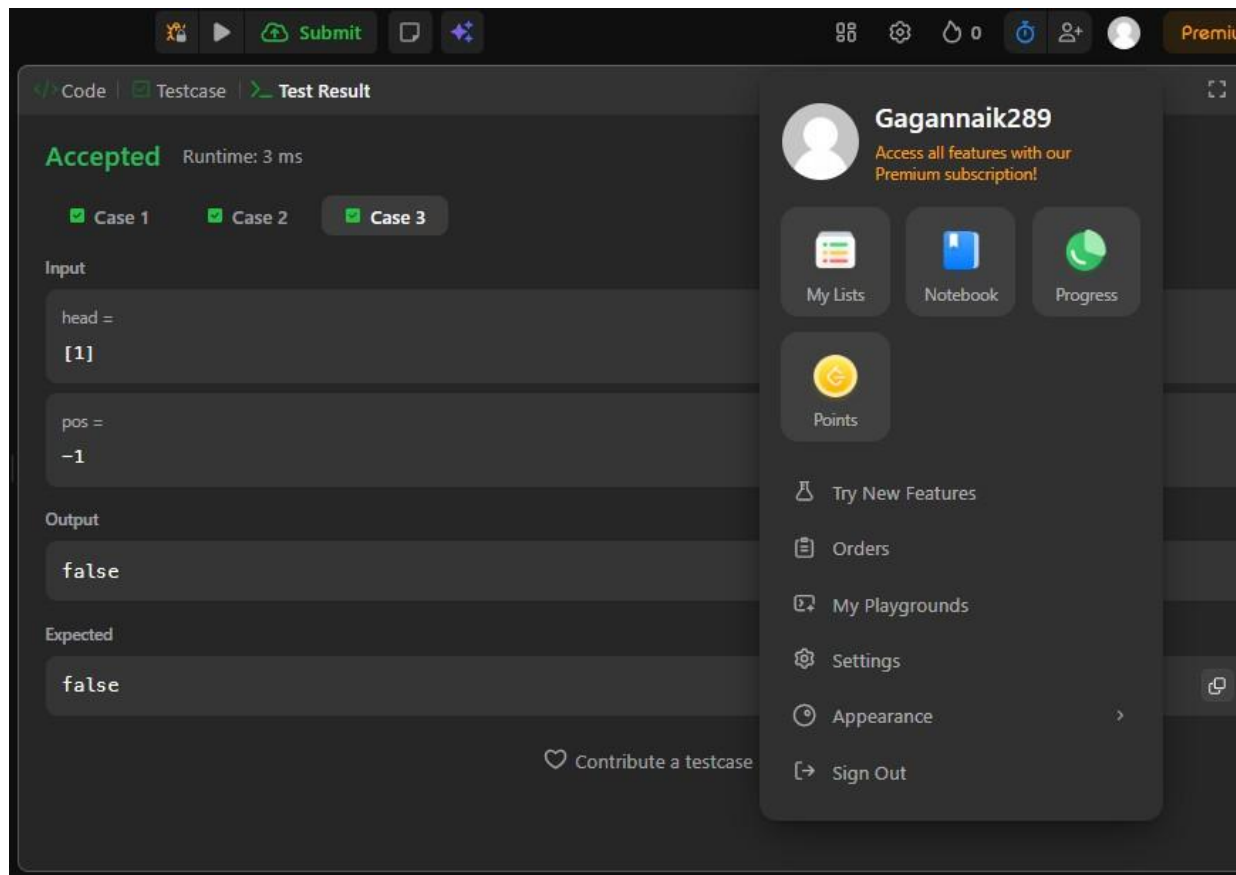 Submit
0
Premiu
Code
Testcase
Test Result
Accepted
Runtime: 3 ms
Case 1
Case 2
Case 3
Input
head =
[1]
pos =
-1
Output
false
Expected
false
Contribute a testcase
Gagannaik289
Access all features with our
Premium subscription!
My Lists
Notebook
Progress
Points
Try New Features
Orders
My Playgrounds
Settings
Appearance
Sign Out